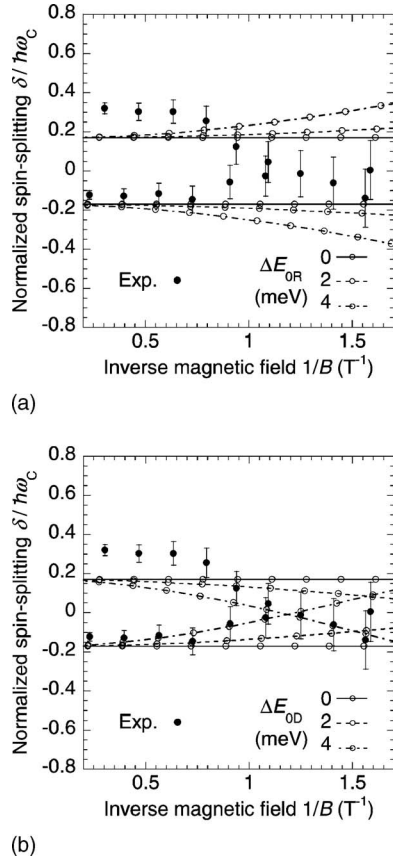 Normalized spin-splitting δ / ħω_C
0.8
0.6
0.4
0.2
0
-0.2
-0.4
-0.6
-0.8
Exp.
ΔE_0R
(meV)
0
2
4
0.5
1
1.5
Inverse magnetic field 1/B (T⁻¹)
(a)
Normalized spin-splitting δ / ħω_C
0.8
0.6
0.4
0.2
0
-0.2
-0.4
-0.6
-0.8
Exp.
ΔE_0D
(meV)
0
2
4
0.5
1
1.5
Inverse magnetic field 1/B (T⁻¹)
(b)